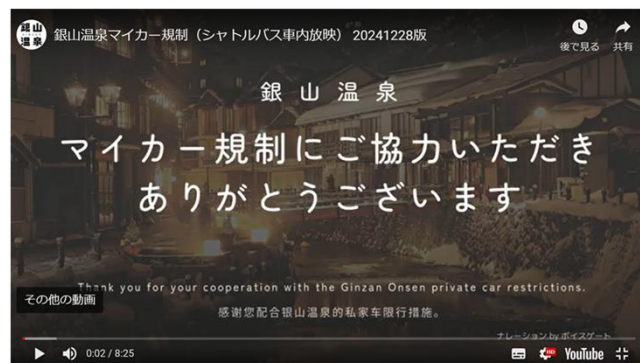 銀山
温泉
銀山温泉マイカー規制（シャトルバス車内放映） 20241228版
後で見る
共有
銀山温泉
マイカー規制にご協力いただき
ありがとうございます
Thank you for your cooperation with the Ginzan Onsen private car restrictions.
その他の動画
感谢您配合银山温泉的私家车限行措施。
ナレーション by ボイスゲート
0:02 / 8:25
YouTube